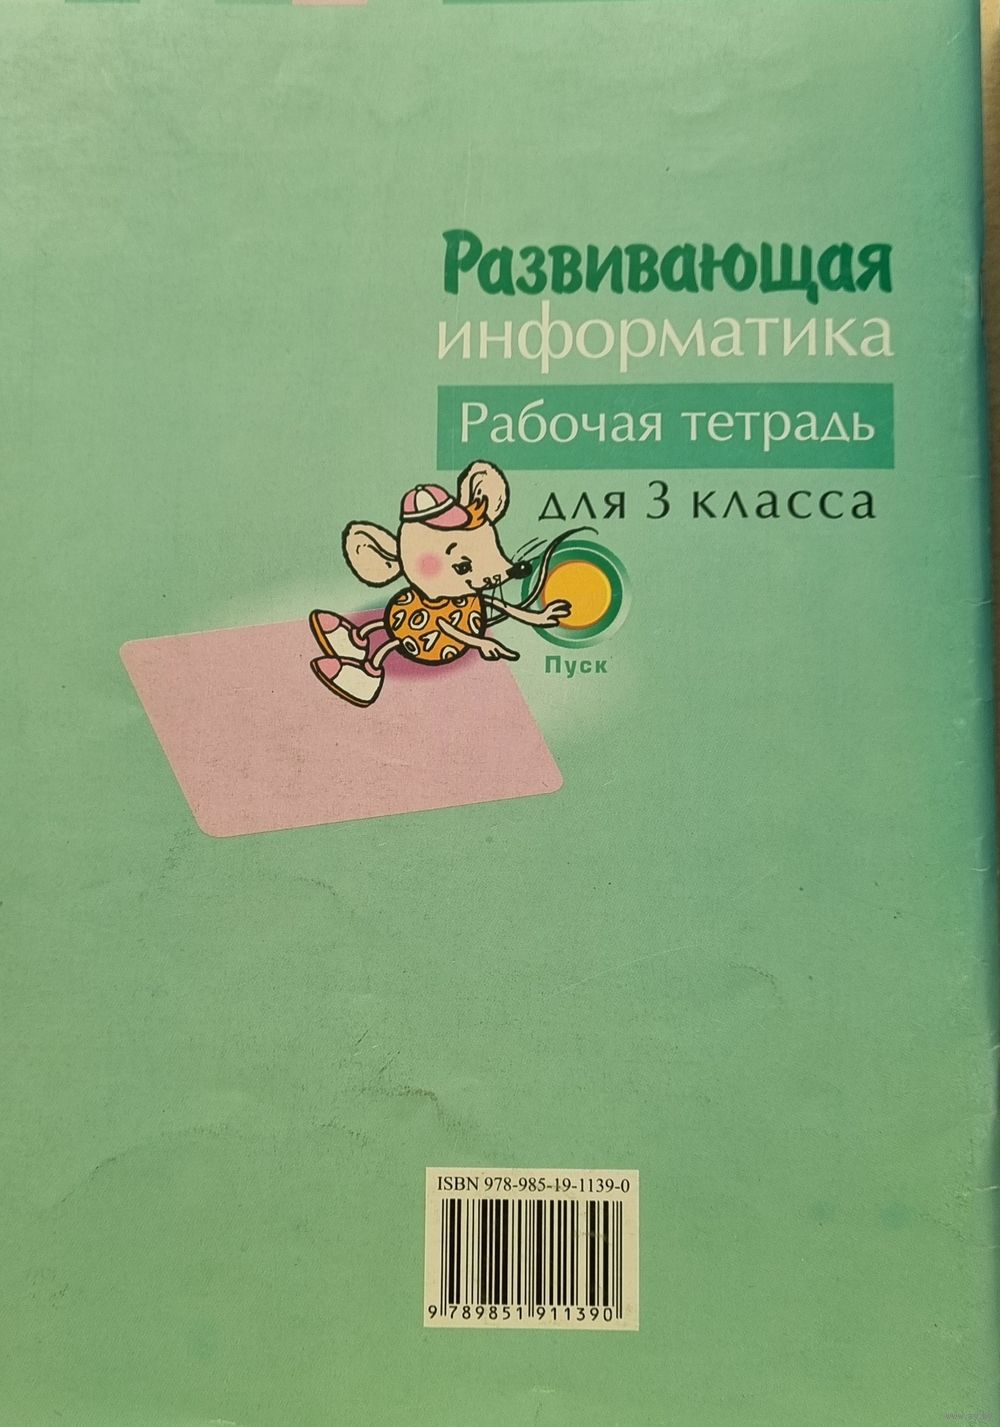 Развивающая
информатика
Рабочая тетрадь
для 3 класса
Пуск
ISBN 978-985-19-1139-0
9 789851 911390